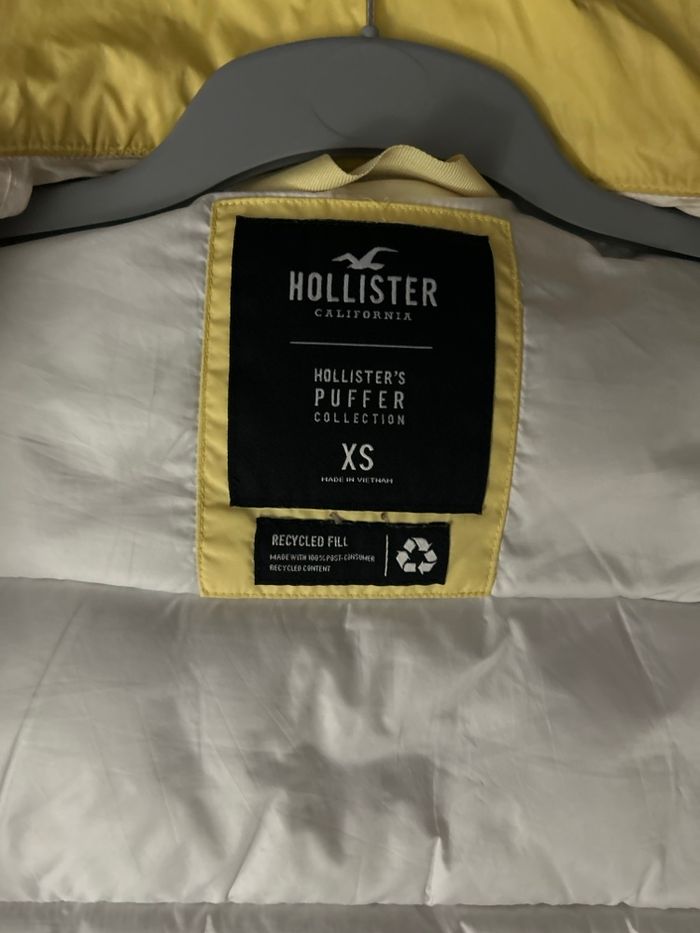 HOLLISTER
CALIFORNIA
HOLLISTER'S
PUFFER
COLLECTION
XS
MADE IN VIETNAM
RECYCLED FILL
MADE WITH 100% POST-CONSUMER
RECYCLED CONTENT